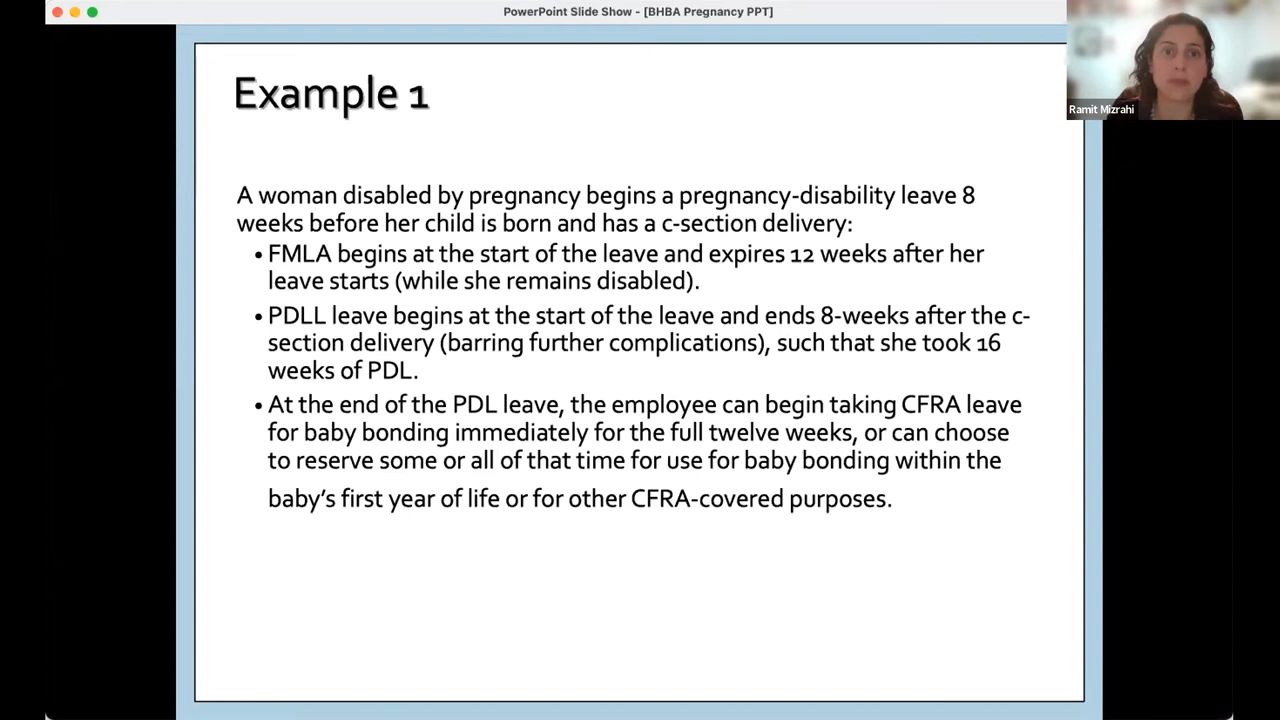 PowerPoint Slide Show - [BHBA Pregnancy PPT]
Ramit Mizrahi
Example 1
A woman disabled by pregnancy begins a pregnancy-disability leave 8
weeks before her child is born and has a c-section delivery:
• FMLA begins at the start of the leave and expires 12 weeks after her
leave starts (while she remains disabled).
• PDLL leave begins at the start of the leave and ends 8-weeks after the c-
section delivery (barring further complications), such that she took 16
weeks of PDL.
• At the end of the PDL leave, the employee can begin taking CFRA leave
for baby bonding immediately for the full twelve weeks, or can choose
to reserve some or all of that time for use for baby bonding within the
baby's first year of life or for other CFRA-covered purposes.